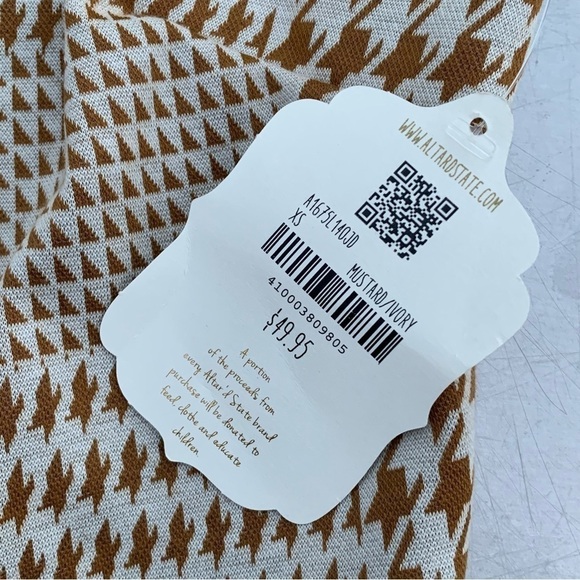 WWW.ALTARDSTATE.COM
A1675L140JD
XS
MUSTARD/IVORY
410003809805
$49.95
A portion
of the proceeds from
every Altar'd State brand
purchase will be donated to
feed, clothe and educate
children